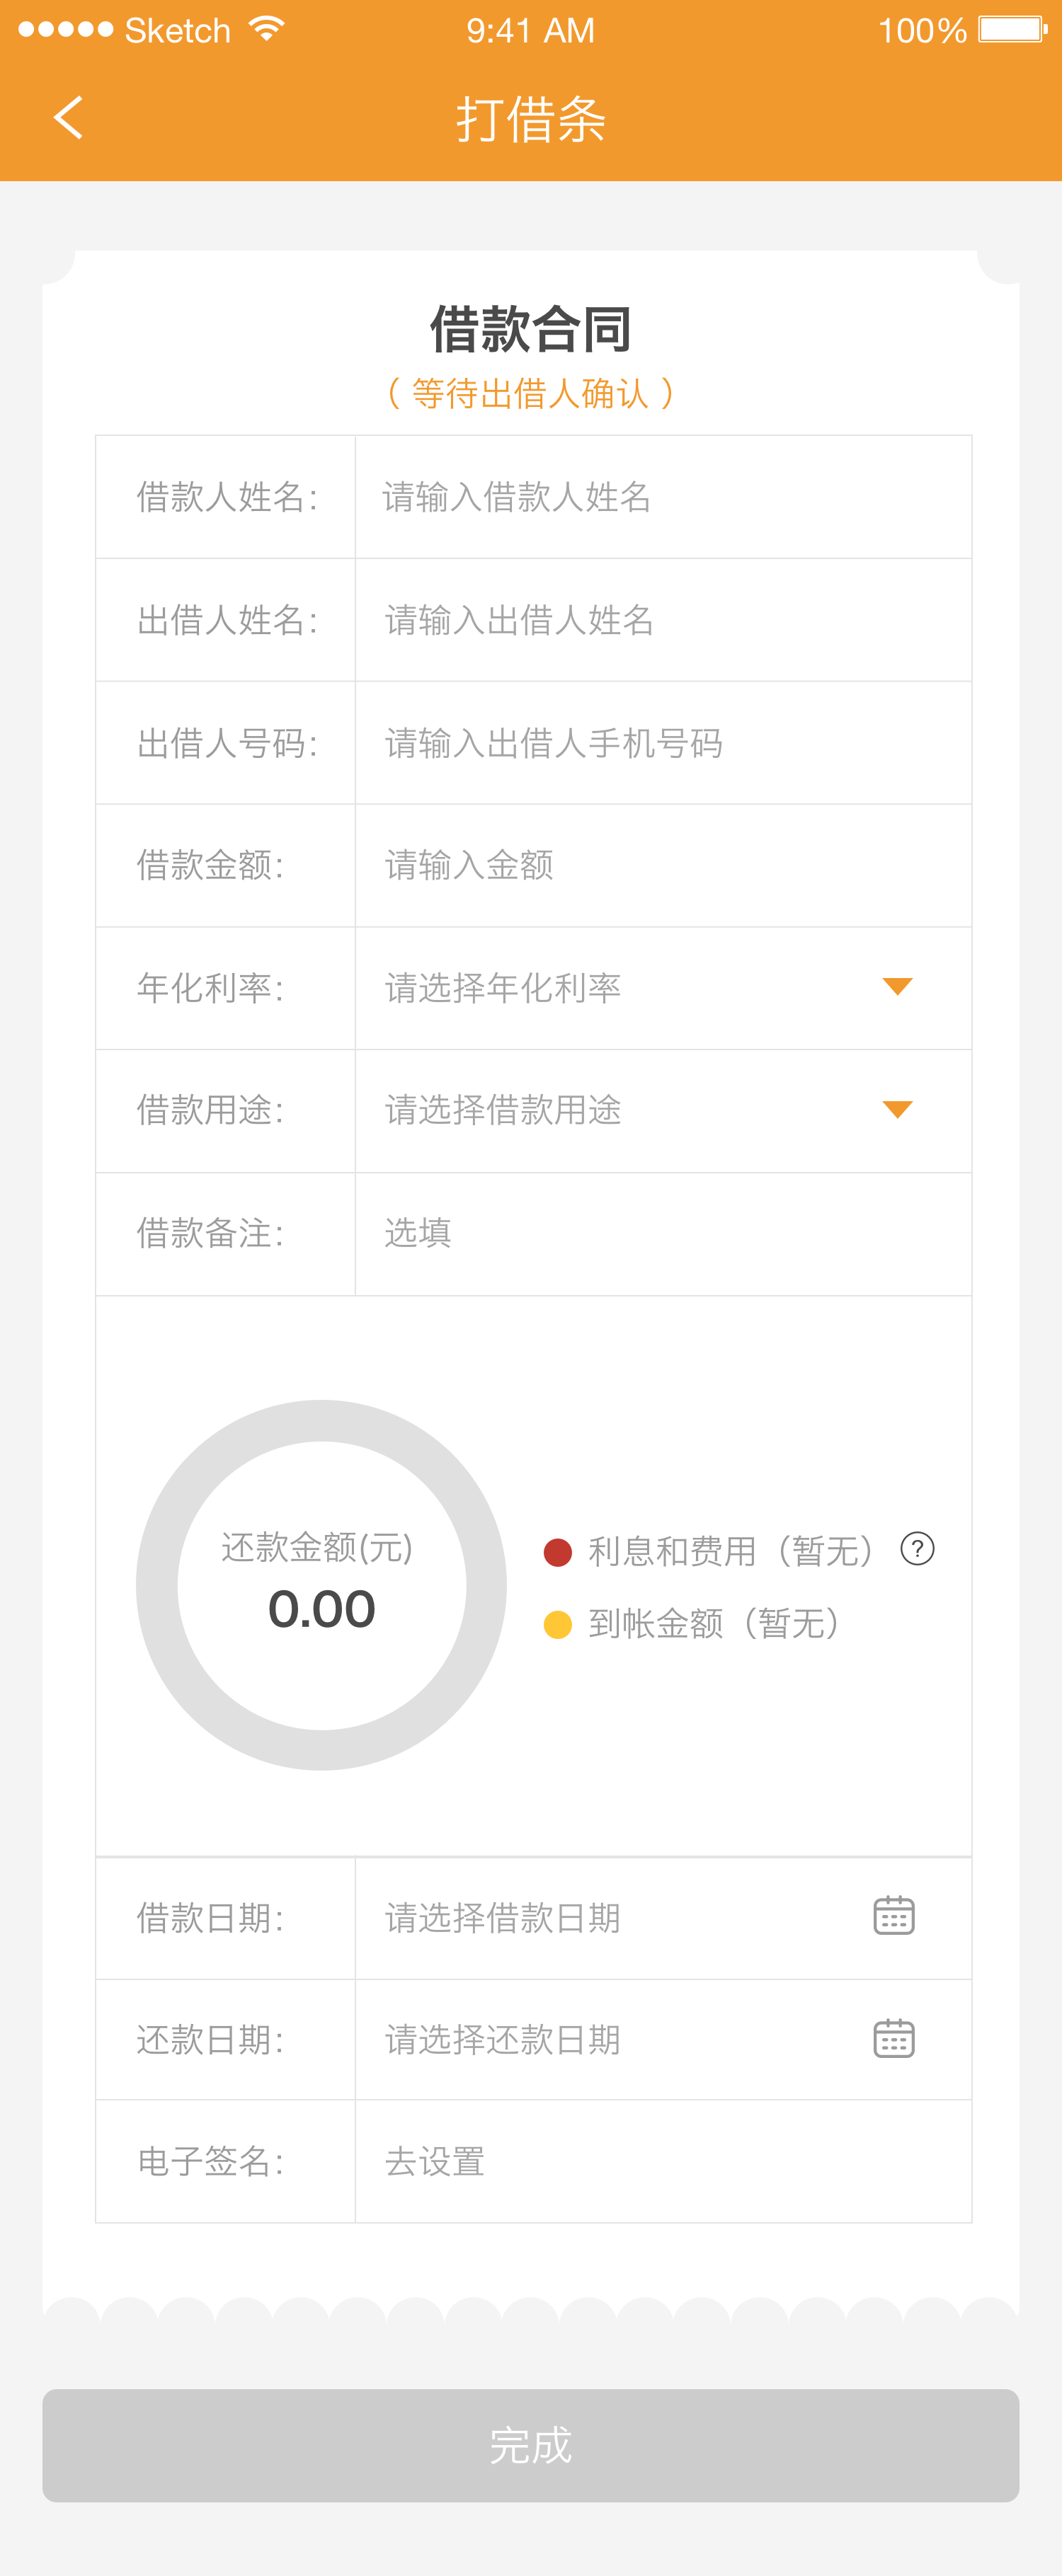 Sketch 9:41 AM 100%
打借条
借款合同
( 等待出借人确认 )
借款人姓名: 请输入借款人姓名
出借人姓名: 请输入出借人姓名
出借人号码: 请输入出借人手机号码
借款金额: 请输入金额
年化利率: 请选择年化利率
借款用途: 请选择借款用途
借款备注: 选填
还款金额(元)
0.00
利息和费用（暂无） ?
到帐金额（暂无）
借款日期: 请选择借款日期
还款日期: 请选择还款日期
电子签名: 去设置
完成